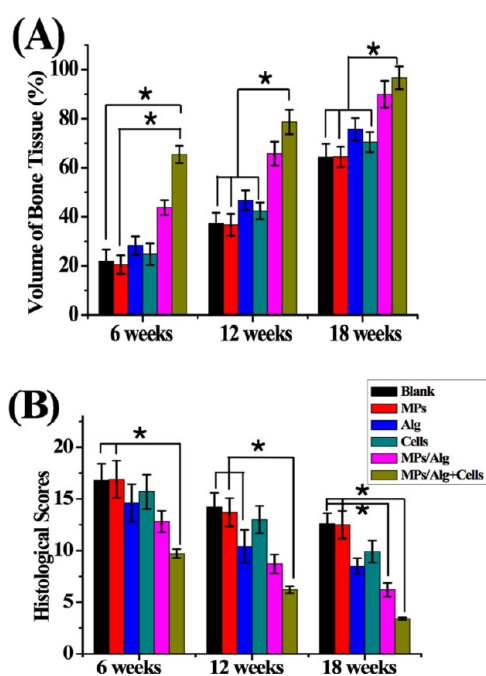 (A)
Volume of Bone Tissue (%)
100
80
60
40
20
0
*
*
*
*
6 weeks 12 weeks 18 weeks
(B)
Histological Scores
20
15
10
5
0
*
*
*
*
Blank
MPs
Alg
Cells
MPs/Alg
MPs/Alg+Cells
6 weeks 12 weeks 18 weeks